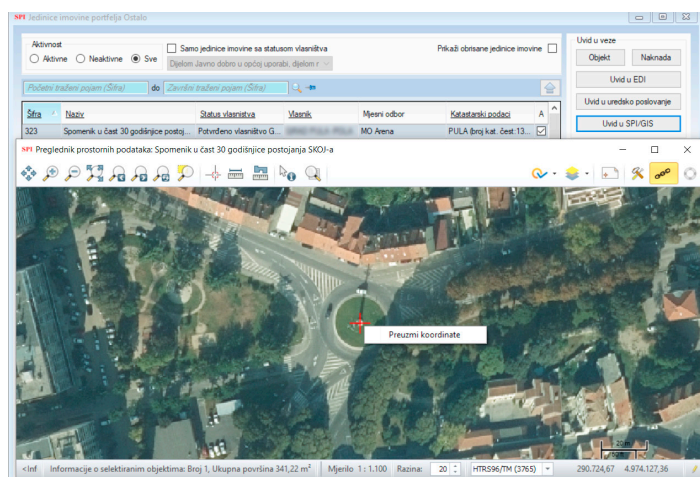 SPI Jedinice imovine portfelja Ostalo
Aktivnost
Aktivne Neaktivne Sve
Samo jedinice imovine sa statusom vlasništva
Dijelom Javno dobro u općoj uporabi, dijelom r
Prikaži obrisane jedinice imovine
Uvid u veze
Objekt Naknada
Uvid u EDI
Uvid u uredsko poslovanje
Uvid u SPI/GIS
Početni traženi pojam (Šifra) do Završni traženi pojam (Šifra)
Šifra Naziv Status vlasništva Vlasnik Mjesni odbor Katastarski podaci A
323 Spomenik u čast 30 godišnjice postoj... Potvrđeno vlasništvo G... MO Arena PULA (broj kat. čest: 13...
SPI Preglednik prostornih podataka: Spomenik u čast 30 godišnjice postojanja SKOJ-a
Preuzmi koordinate
20 m
<Inf Informacije o selektiranim objektima: Broj 1, Ukupna površina 341,22 m² Mjerilo 1 : 1.100 Razina: 20 HTRS96/TM (3765) 290.724,67 4.974.127,36